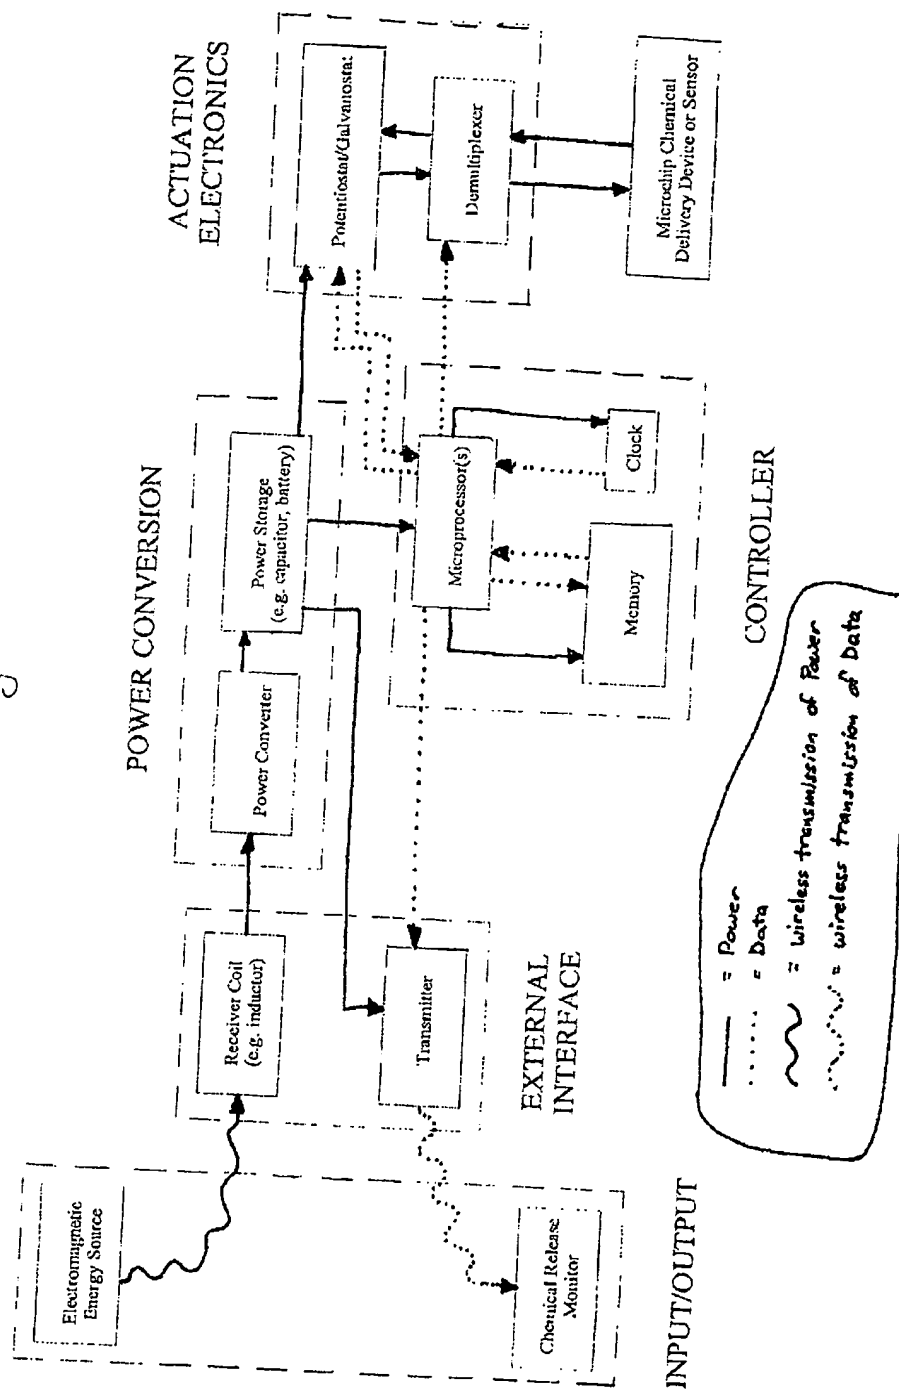 ACTUATION
ELECTRONICS
Potentiostat/Galvanostat
Demultiplexer
Microchip Chemical
Delivery Device or Sensor
POWER CONVERSION
Power Storage
(e.g. capacitor, battery)
Power Converter
Microprocessor(s)
Clock
Memory
CONTROLLER
Receiver Coil
(e.g. inductor)
Transmitter
EXTERNAL
INTERFACE
Electromagnetic
Energy Source
Chemical Release
Monitor
INPUT/OUTPUT
= Power
= Data
= wireless transmission of Power
= wireless transmission of Data